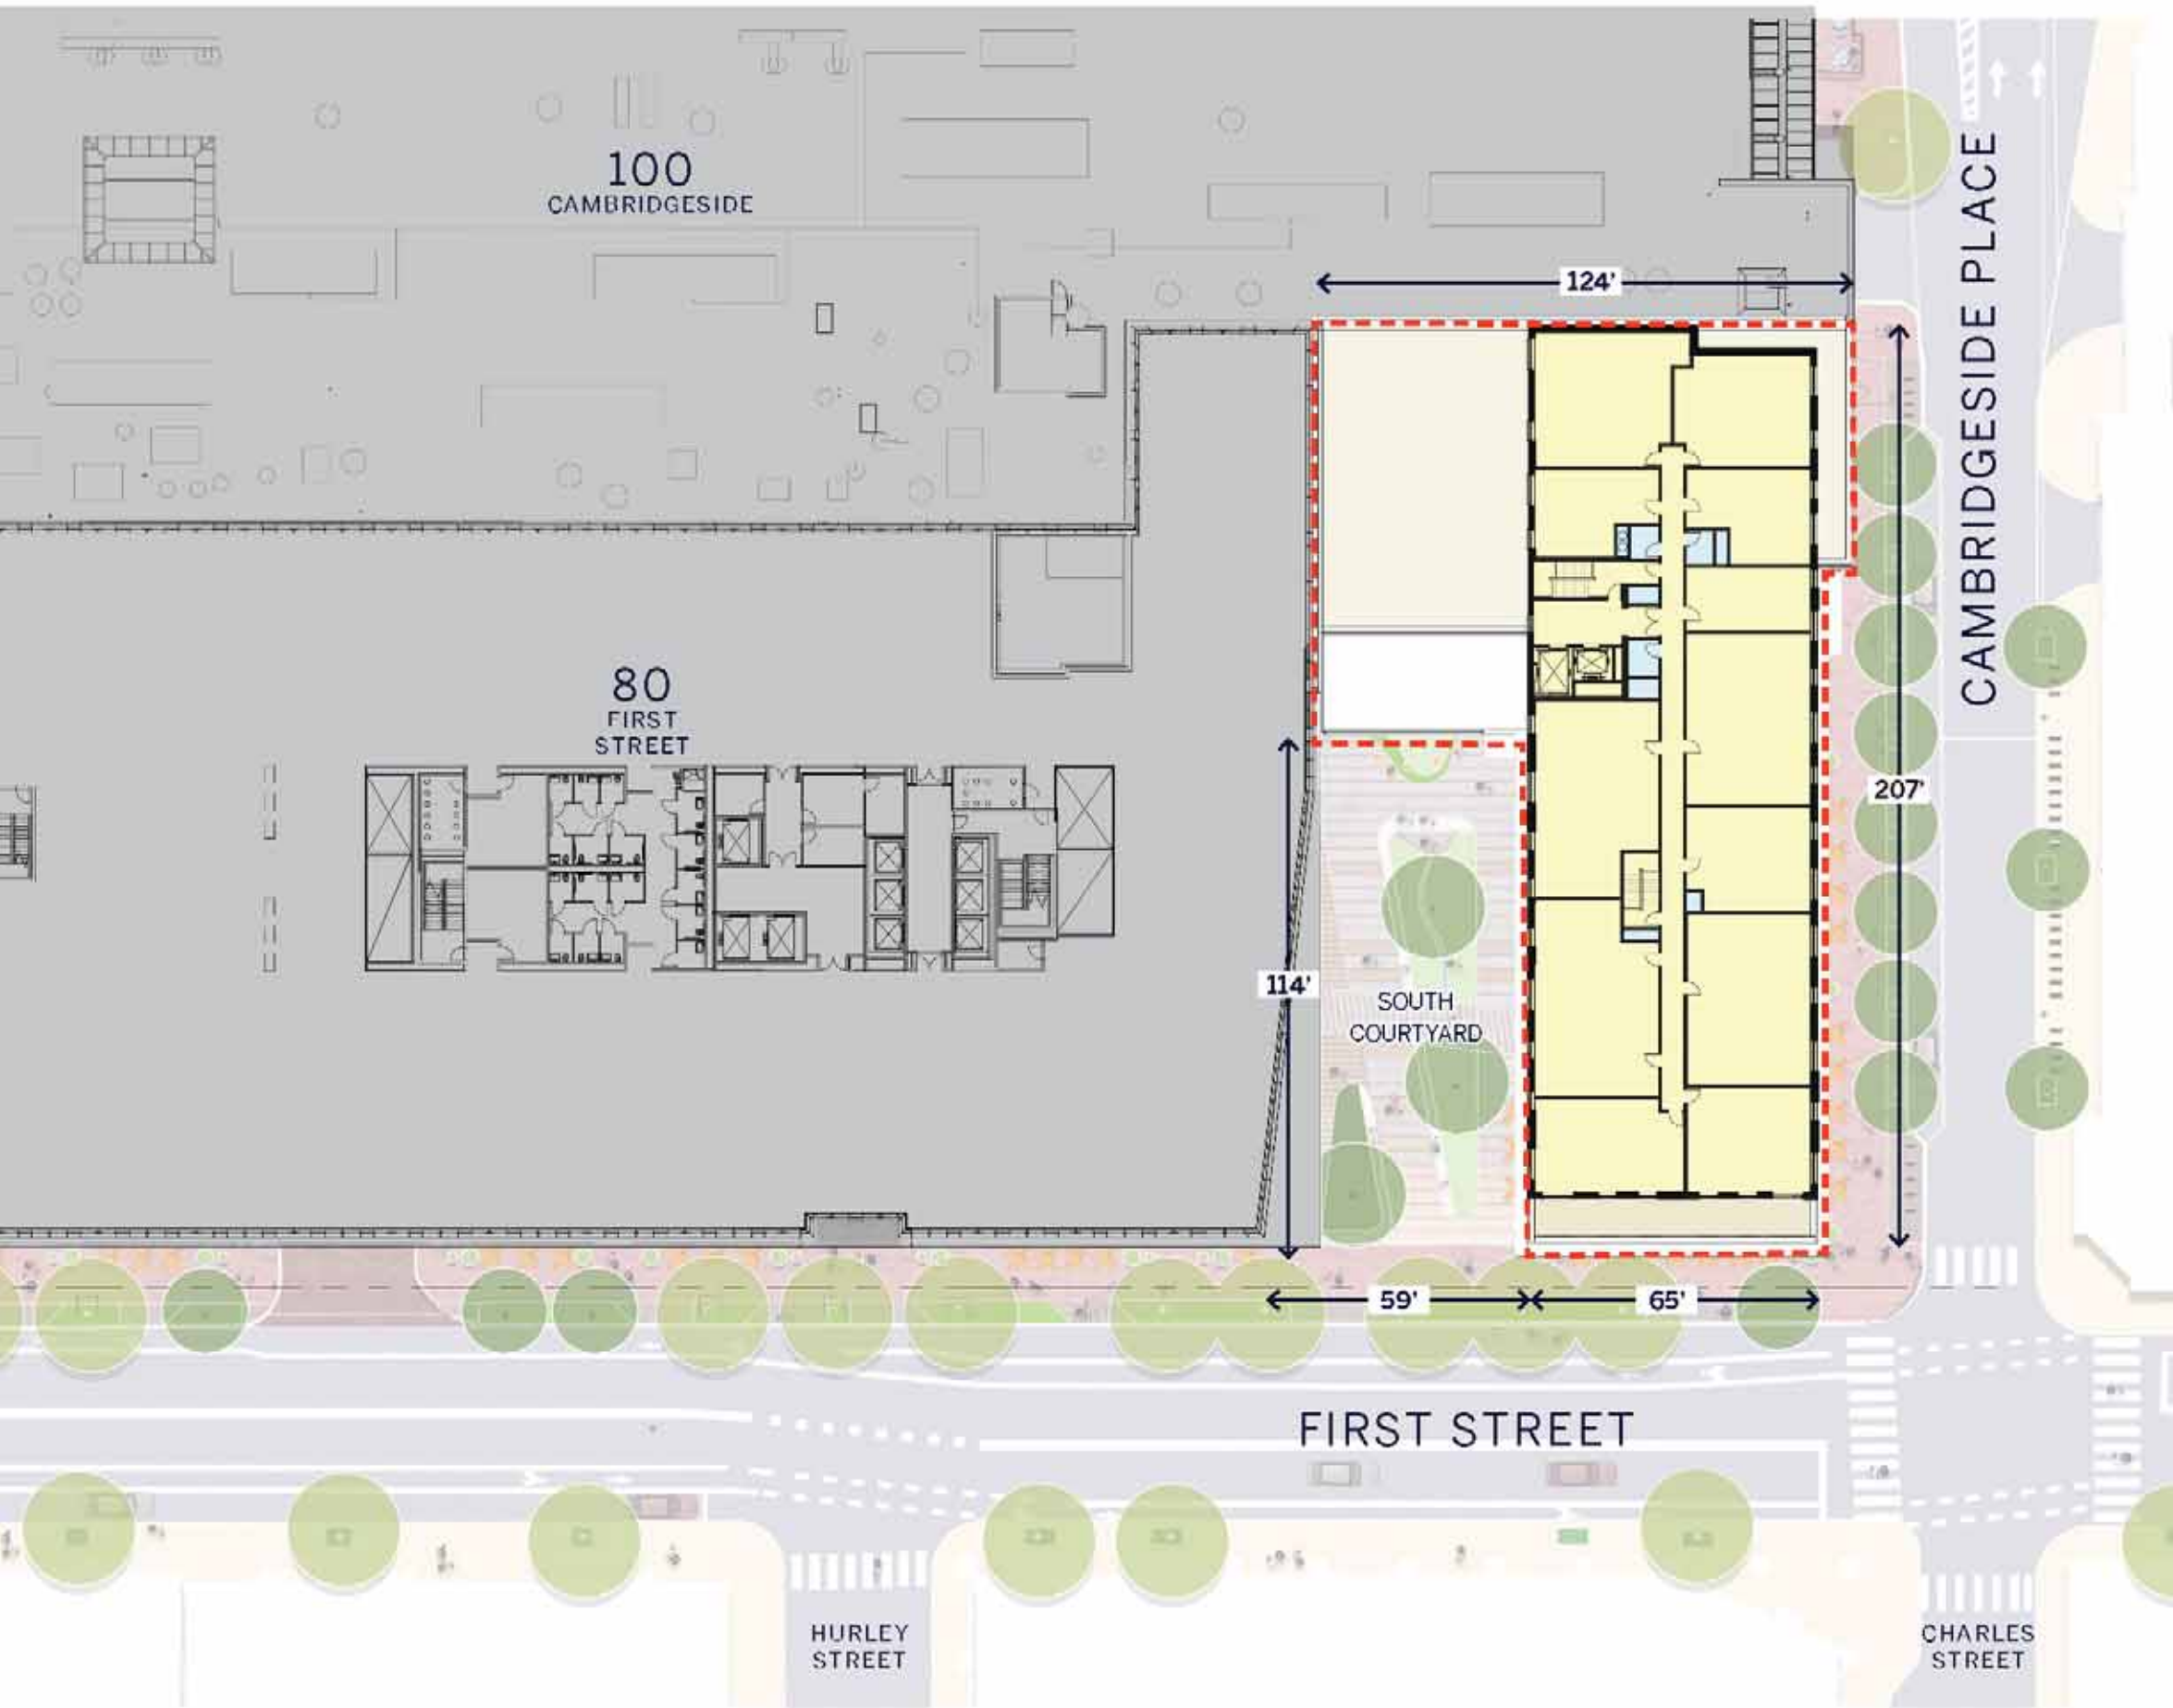 100
CAMBRIDGESIDE
CAMBRIDGESIDE PLACE
124'
80
FIRST
STREET
207'
114'
SOUTH
COURTYARD
59'
65'
FIRST STREET
HURLEY
STREET
CHARLES
STREET